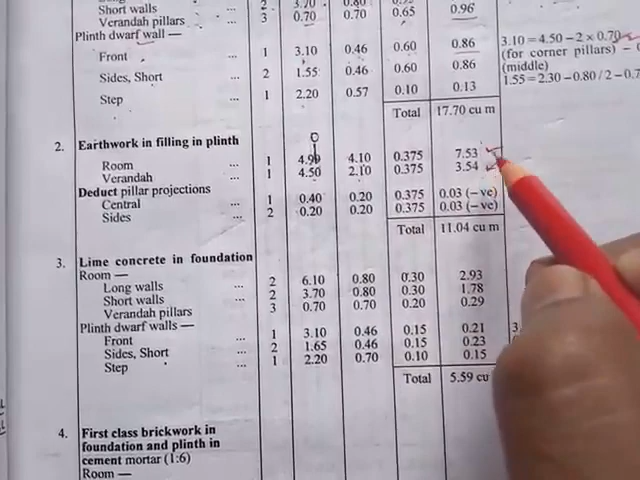 2 3.70 0.80
Short walls ... 3 0.70 0.70 0.65 0.96
Verandah pillars
Plinth dwarf wall —
Front ... 1 3.10 0.46 0.60 0.86 3.10 = 4.50 – 2 × 0.70
(for corner pillars) –
Sides, Short ... 2 1.55 0.46 0.60 0.86 (middle)
Step ... 1 2.20 0.57 0.10 0.13 1.55 = 2.30 – 0.80 / 2 – 0.7
Total 17.70 cu m
2. Earthwork in filling in plinth 0
Room ... 1 4.90 4.10 0.375 7.53
Verandah ... 1 4.50 2.10 0.375 3.54
Deduct pillar projections
Central ... 1 0.40 0.20 0.375 0.03 (–ve)
Sides ... 2 0.20 0.20 0.375 0.03 (–ve)
Total 11.04 cu m
3. Lime concrete in foundation
Room —
Long walls ... 2 6.10 0.80 0.30 2.93
Short walls ... 2 3.70 0.80 0.30 1.78
Verandah pillars 3 0.70 0.70 0.20 0.29
Plinth dwarf walls —
Front ... 1 3.10 0.46 0.15 0.21 3.
Sides, Short ... 2 1.65 0.46 0.15 0.23
Step ... 1 2.20 0.70 0.10 0.15
Total 5.59 cu
4. First class brickwork in
foundation and plinth in
cement mortar (1:6)
Room —